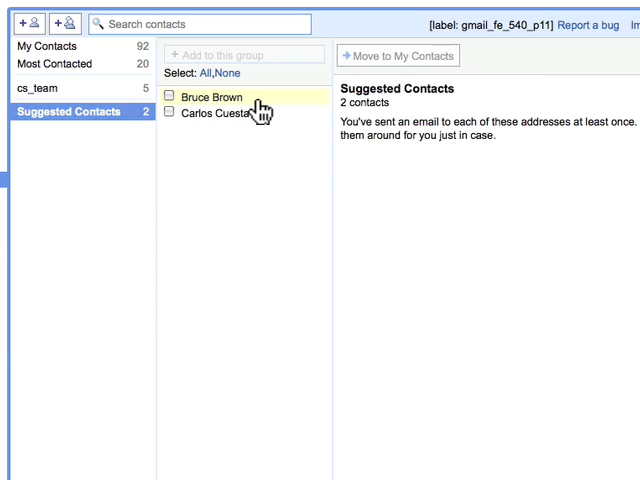 Search contacts
[label: gmail_fe_540_p11] Report a bug
My Contacts 92
Most Contacted 20
cs_team 5
Suggested Contacts 2
+ Add to this group
Select: All,None
Bruce Brown
Carlos Cuesta
Move to My Contacts
Suggested Contacts
2 contacts
You've sent an email to each of these addresses at least once.
them around for you just in case.